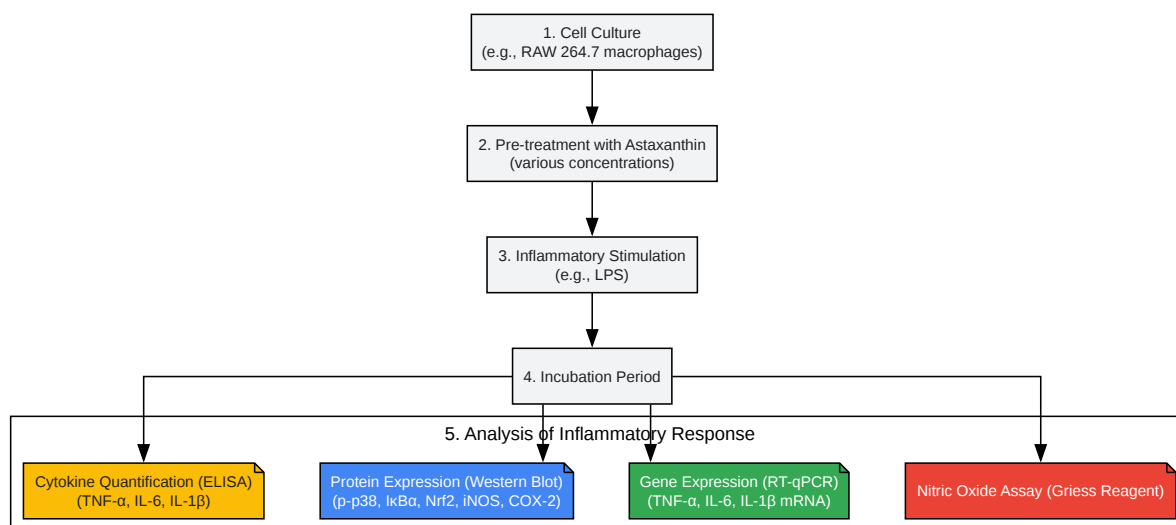 1. Cell Culture
(e.g., RAW 264.7 macrophages)
2. Pre-treatment with Astaxanthin
(various concentrations)
3. Inflammatory Stimulation
(e.g., LPS)
4. Incubation Period
5. Analysis of Inflammatory Response
Cytokine Quantification (ELISA)
(TNF-α, IL-6, IL-1β)
Protein Expression (Western Blot)
(p-p38, IκBα, Nrf2, iNOS, COX-2)
Gene Expression (RT-qPCR)
(TNF-α, IL-6, IL-1β mRNA)
Nitric Oxide Assay (Griess Reagent)